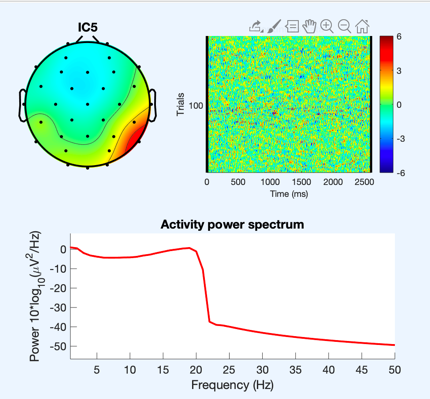 IC5
Trials
100
6
3
0
-3
-6
0 500 1000 1500 2000 2500
Time (ms)
Activity power spectrum
Power 10*log10(μV2/Hz)
0
-10
-20
-30
-40
-50
5 10 15 20 25 30 35 40 45 50
Frequency (Hz)